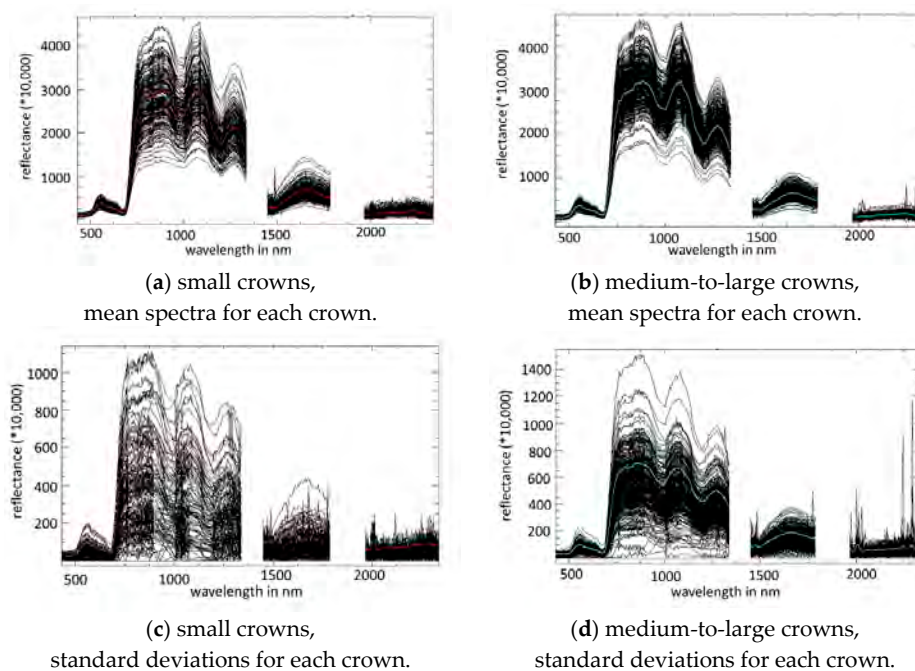 4000
3000
2000
1000
reflectance (*10,000)
500
1000
1500
2000
wavelength in nm
(a) small crowns,
mean spectra for each crown.
4000
3000
2000
1000
reflectance (*10,000)
500
1000
1500
2000
wavelength in nm
(b) medium-to-large crowns,
mean spectra for each crown.
1000
800
600
400
200
reflectance (*10,000)
500
1000
1500
2000
wavelength in nm
(c) small crowns,
standard deviations for each crown.
1400
1200
1000
800
600
400
200
reflectance (*10,000)
500
1000
1500
2000
wavelength in nm
(d) medium-to-large crowns,
standard deviations for each crown.